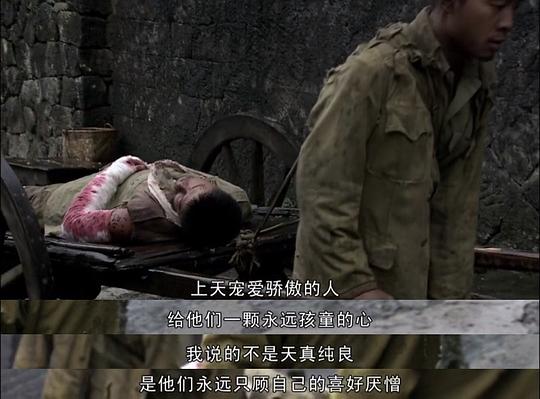 上天宠爱骄傲的人
给他们一颗永远孩童的心
我说的不是天真纯良
是他们永远只顾自己的喜好厌憎